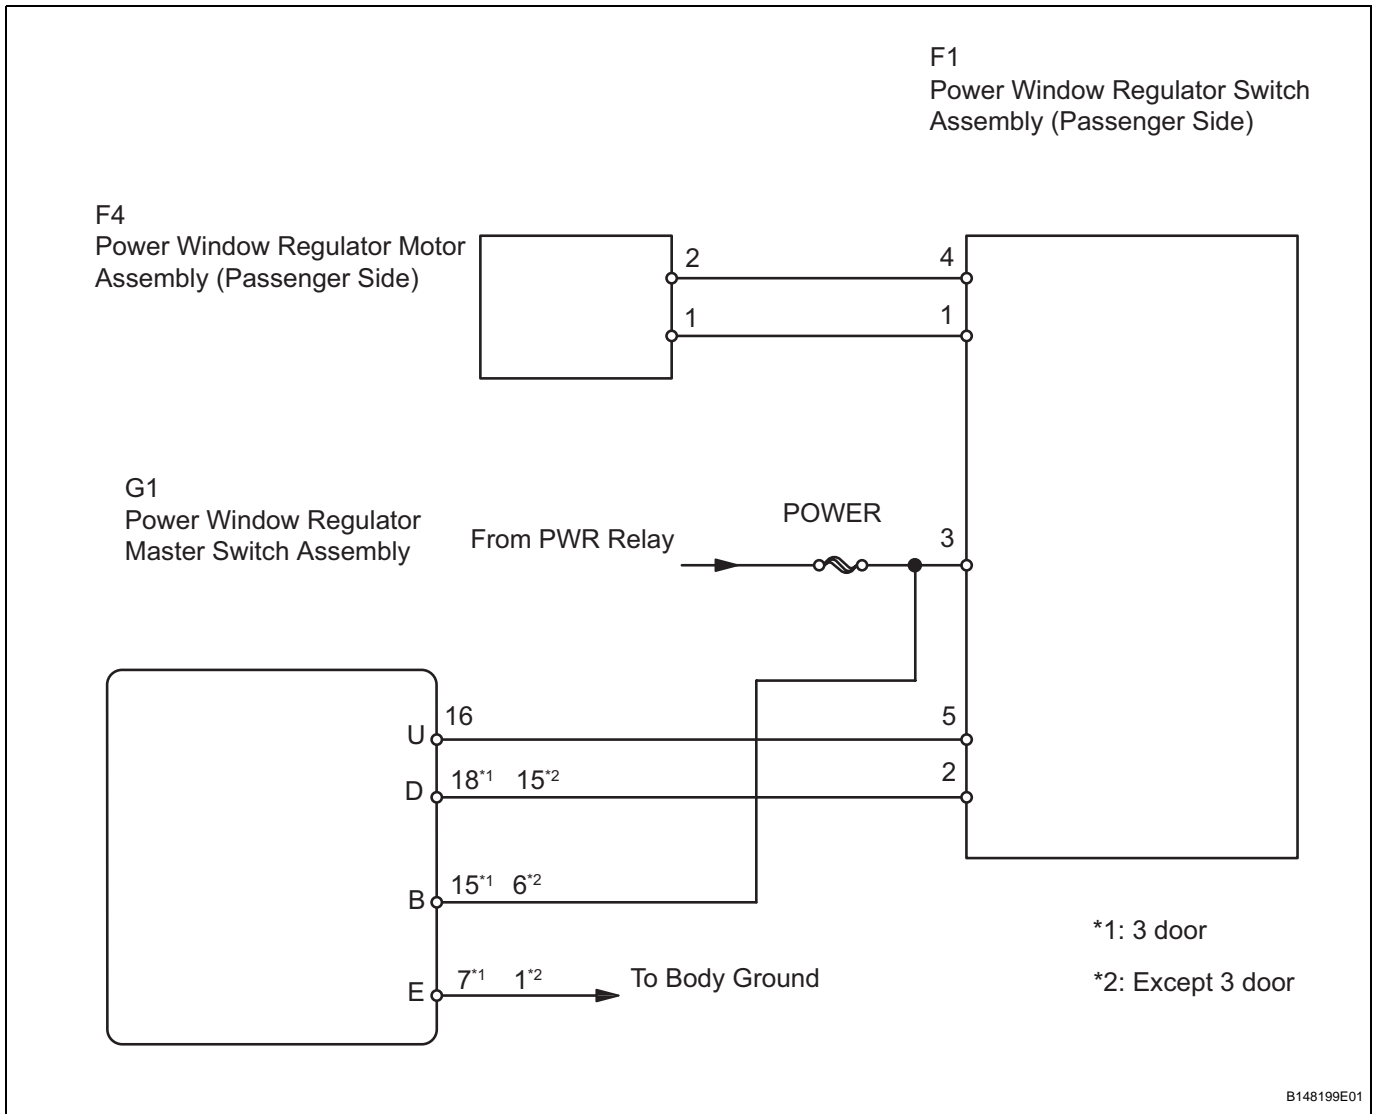 F1
Power Window Regulator Switch
Assembly (Passenger Side)
F4
Power Window Regulator Motor
Assembly (Passenger Side)
2
4
1
1
G1
Power Window Regulator
Master Switch Assembly
From PWR Relay
POWER
3
U
16
5
D
18*1 15*2
2
B
15*1 6*2
E
7*1 1*2
To Body Ground
*1: 3 door
*2: Except 3 door
B148199E01